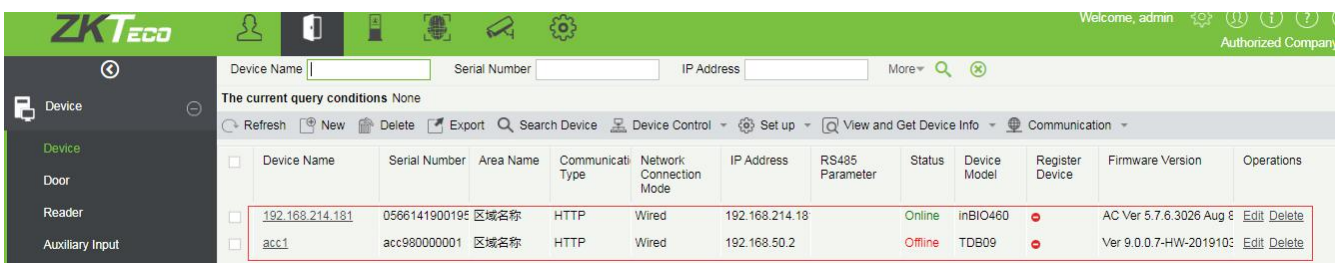 ZKTeco
Welcome, admin
Authorized Company
Device Name Serial Number IP Address More
The current query conditions None
Refresh New Delete Export Search Device Device Control Set up View and Get Device Info Communication
Device
Device
Door
Reader
Auxiliary Input
Device Name Serial Number Area Name Communicati Type Network Connection Mode IP Address RS485 Parameter Status Device Model Register Device Firmware Version Operations
192.168.214.181 0566141900195 区域名称 HTTP Wired 192.168.214.18 Online inBIO460 AC Ver 5.7.6.3026 Aug 8 Edit Delete
acc1 acc980000001 区域名称 HTTP Wired 192.168.50.2 Offline TDB09 Ver 9.0.0.7-HW-2019103 Edit Delete